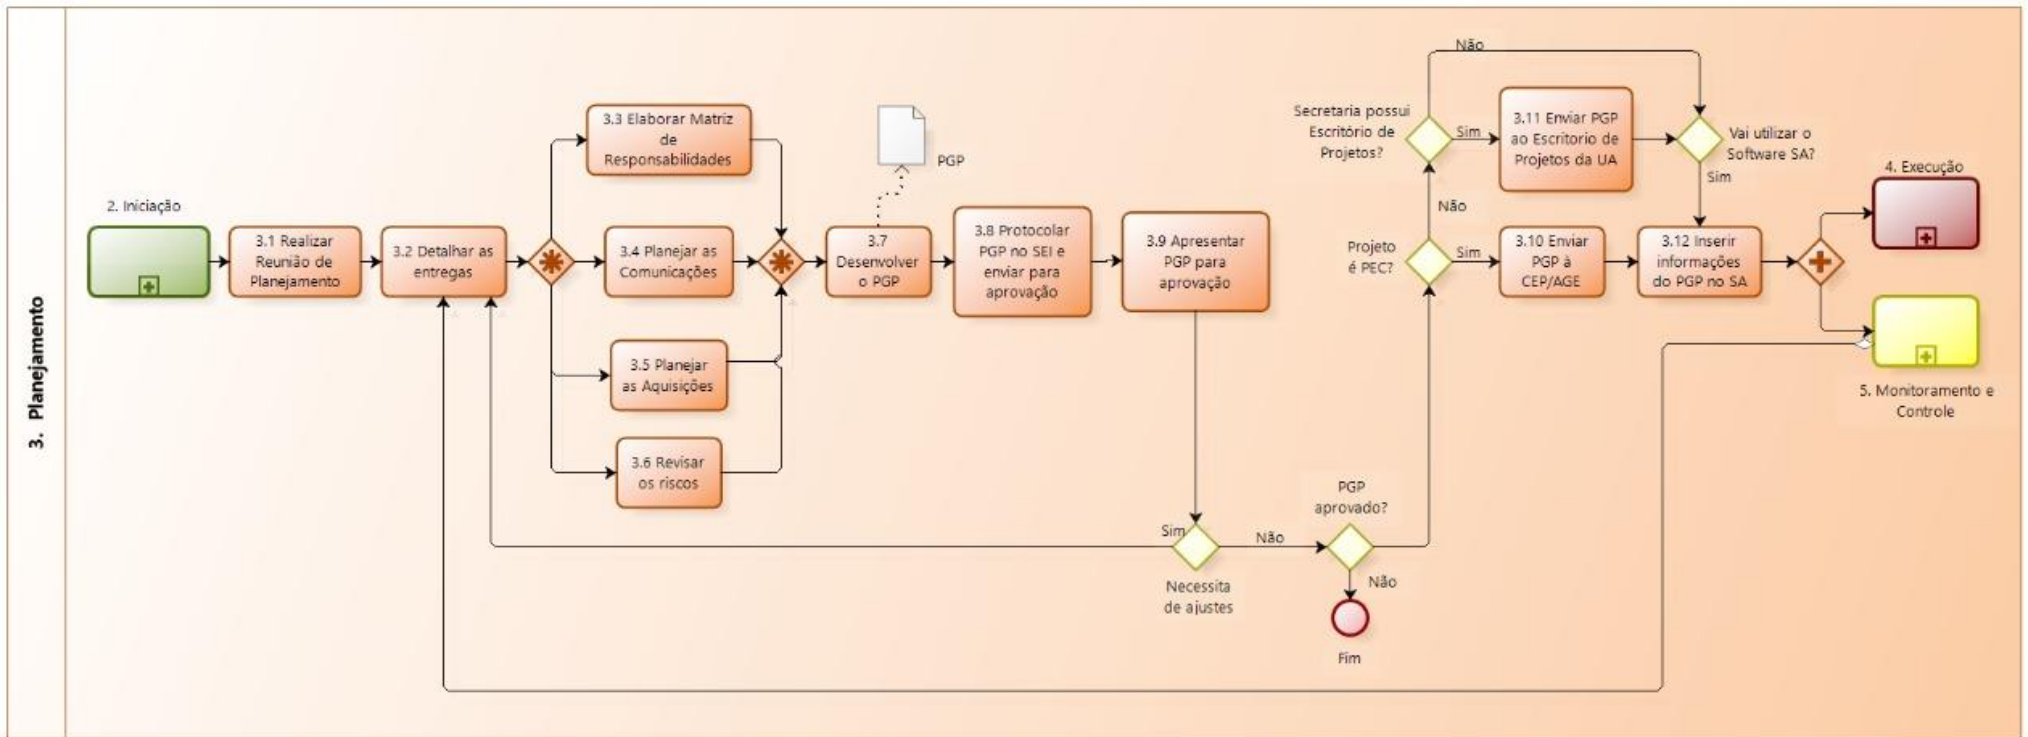 3. Planejamento
2. Iniciação
3.1 Realizar
Reunião de
Planejamento
3.2 Detalhar as
entregas
3.3 Elaborar Matriz
de
Responsabilidades
3.4 Planejar as
Comunicações
3.5 Planejar
as Aquisições
3.6 Revisar
os riscos
PGP
3.7
Desenvolver
o PGP
3.8 Protocolar
PGP no SEI e
enviar para
aprovação
3.9 Apresentar
PGP para
aprovação
Sim
Necessita
de ajustes
Não
PGP
aprovado?
Não
Fim
Projeto
é PEC?
Sim
Não
Secretaria possui
Escritório de
Projetos?
Não
Sim
3.11 Enviar PGP
ao Escritorio de
Projetos da UA
Vai utilizar o
Software SA?
Sim
3.10 Enviar
PGP à
CEP/AGE
3.12 Inserir
informações
do PGP no SA
4. Execução
5. Monitoramento e
Controle